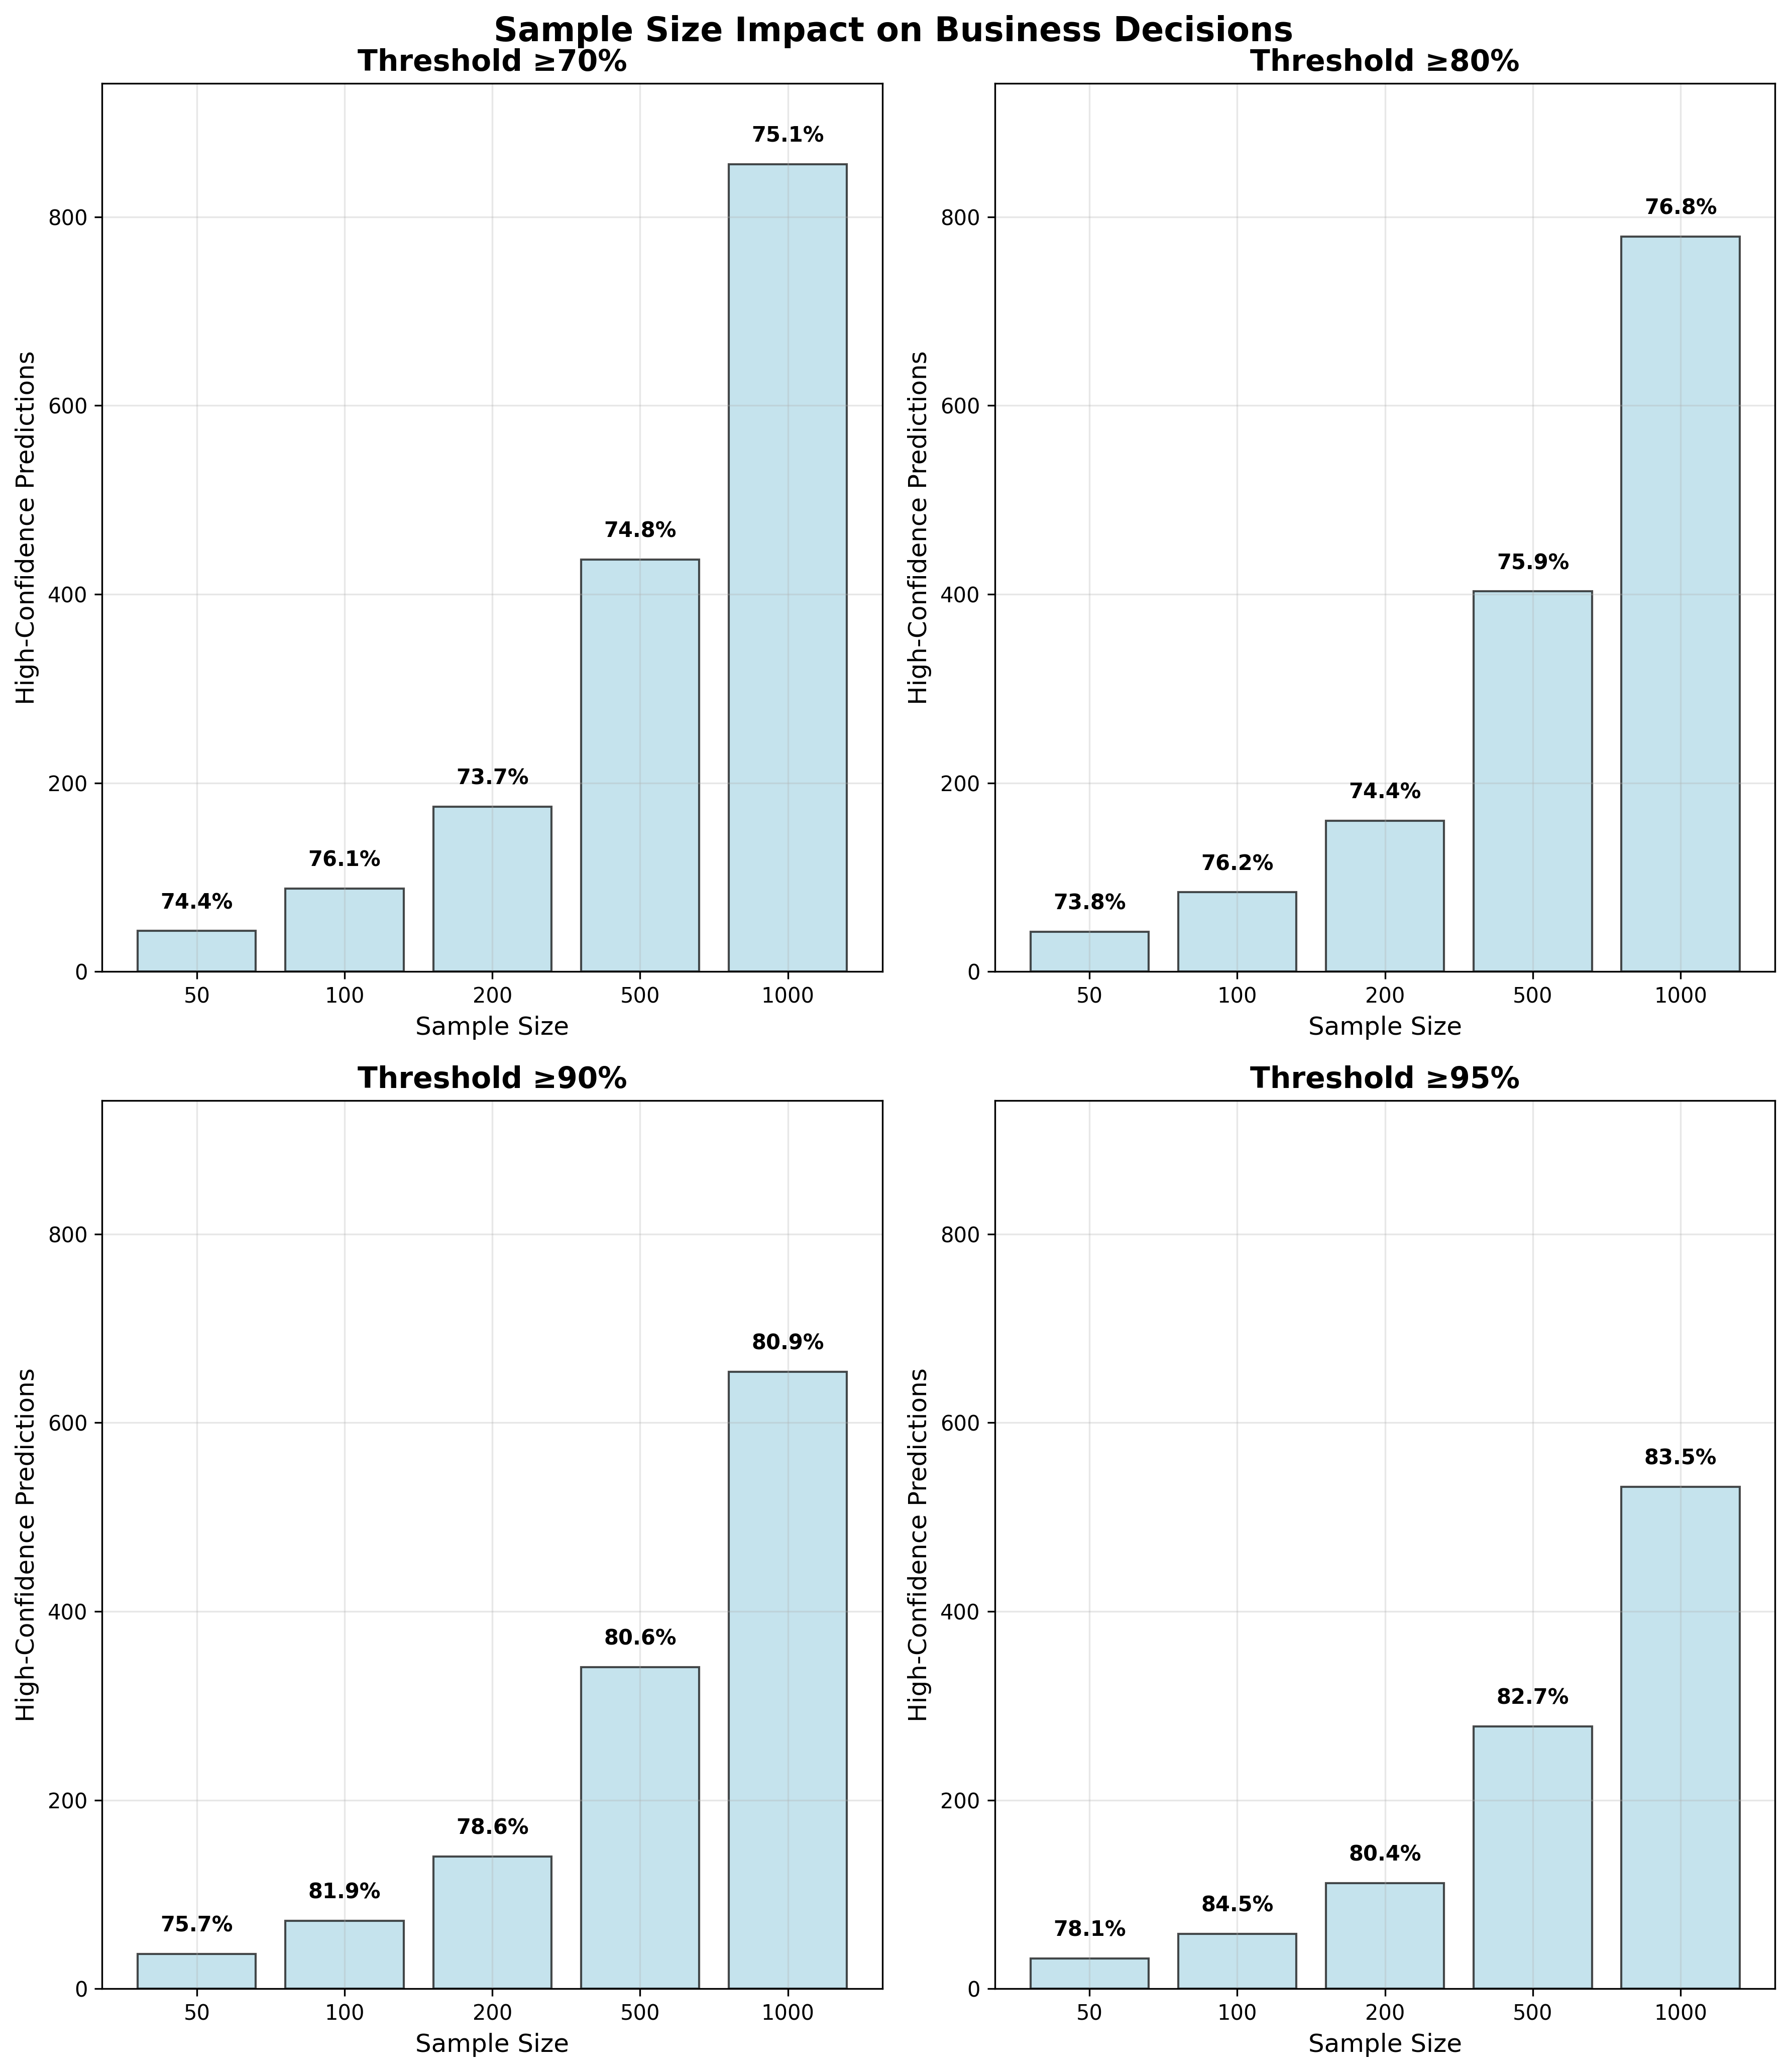 Sample Size Impact on Business Decisions
Threshold ≥70%
High-Confidence Predictions
800
600
400
200
0
74.4%
76.1%
73.7%
74.8%
75.1%
50 100 200 500 1000
Sample Size
Threshold ≥80%
High-Confidence Predictions
800
600
400
200
0
73.8%
76.2%
74.4%
75.9%
76.8%
50 100 200 500 1000
Sample Size
Threshold ≥90%
High-Confidence Predictions
800
600
400
200
0
75.7%
81.9%
78.6%
80.6%
80.9%
50 100 200 500 1000
Sample Size
Threshold ≥95%
High-Confidence Predictions
800
600
400
200
0
78.1%
84.5%
80.4%
82.7%
83.5%
50 100 200 500 1000
Sample Size